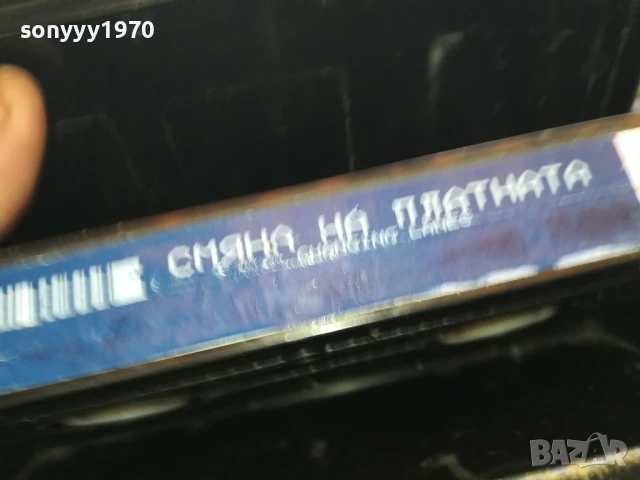 sonyyy1970
СМЯНА НА ПЛАТНАТА
CHANGING LANES
BAZAR